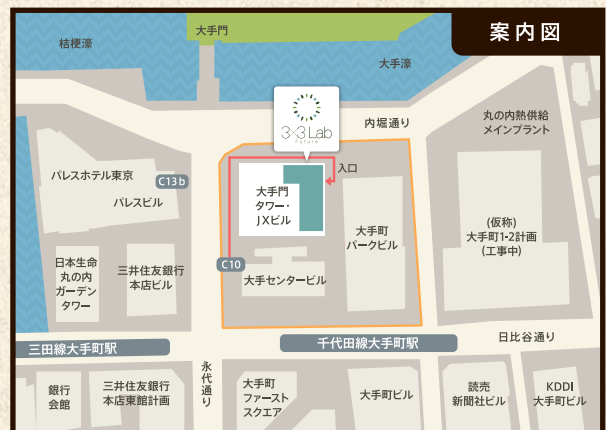 案内図
大手門
桔梗濠
大手濠
3×3 Lab
Future
内堀通り
丸の内熱供給
メインプラント
入口
パレスホテル東京
C13b
パレスビル
大手門
タワー・
JXビル
大手町
パークビル
(仮称)
大手町1-2計画
(工事中)
日本生命
丸の内
ガーデン
タワー
三井住友銀行
本店ビル
C10
大手センタービル
日比谷通り
三田線大手町駅
千代田線大手町駅
永代通り
銀行
会館
三井住友銀行
本店東館計画
大手町
ファースト
スクエア
大手町ビル
読売
新聞社ビル
KDDI
大手町ビル